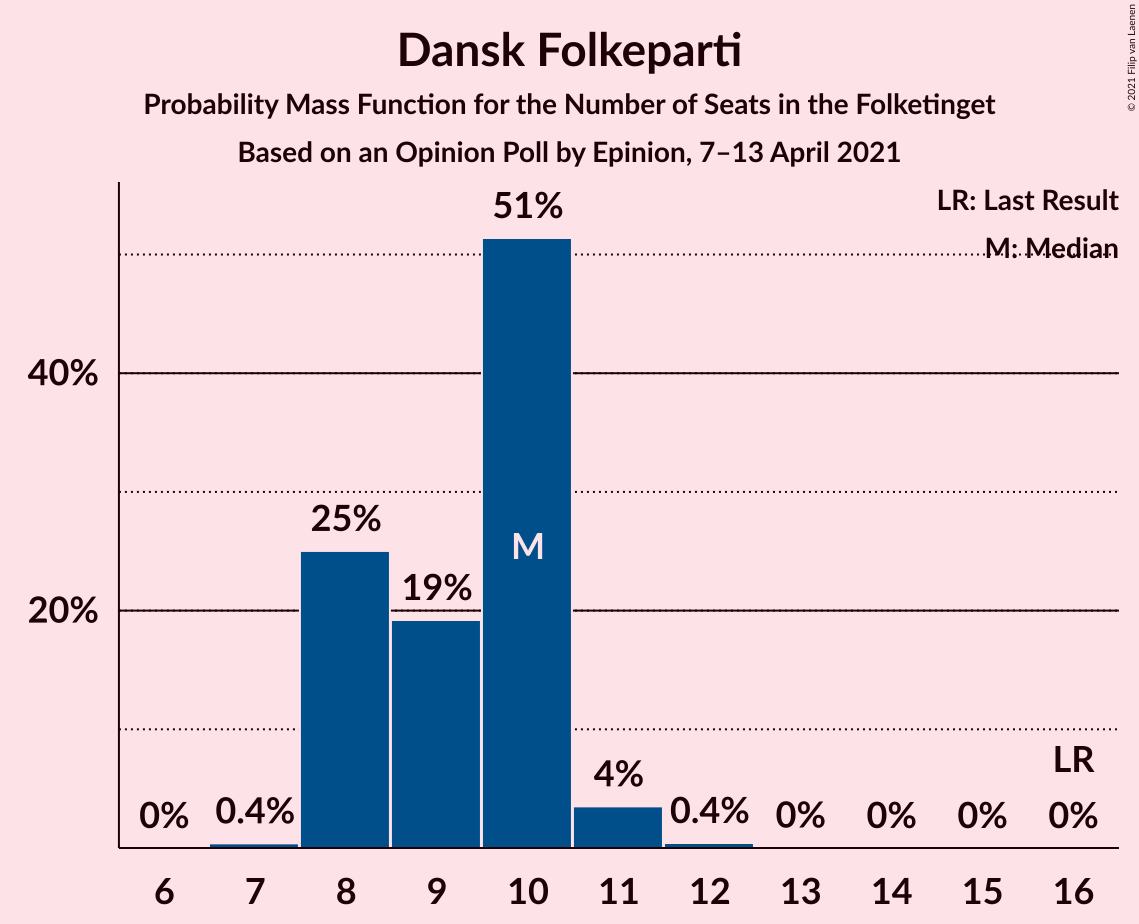 Dansk Folkeparti
Probability Mass Function for the Number of Seats in the Folketinget
Based on an Opinion Poll by Epinion, 7–13 April 2021
© 2021 Filip van Laenen
LR: Last Result
M: Median
51%
40%
25%
M
19%
20%
4%
LR
0% 0.4% 0.4% 0% 0% 0% 0%
6 7 8 9 10 11 12 13 14 15 16